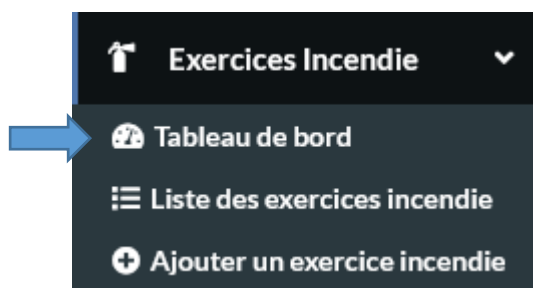 Exercices Incendie
Tableau de bord
Liste des exercices incendie
Ajouter un exercice incendie